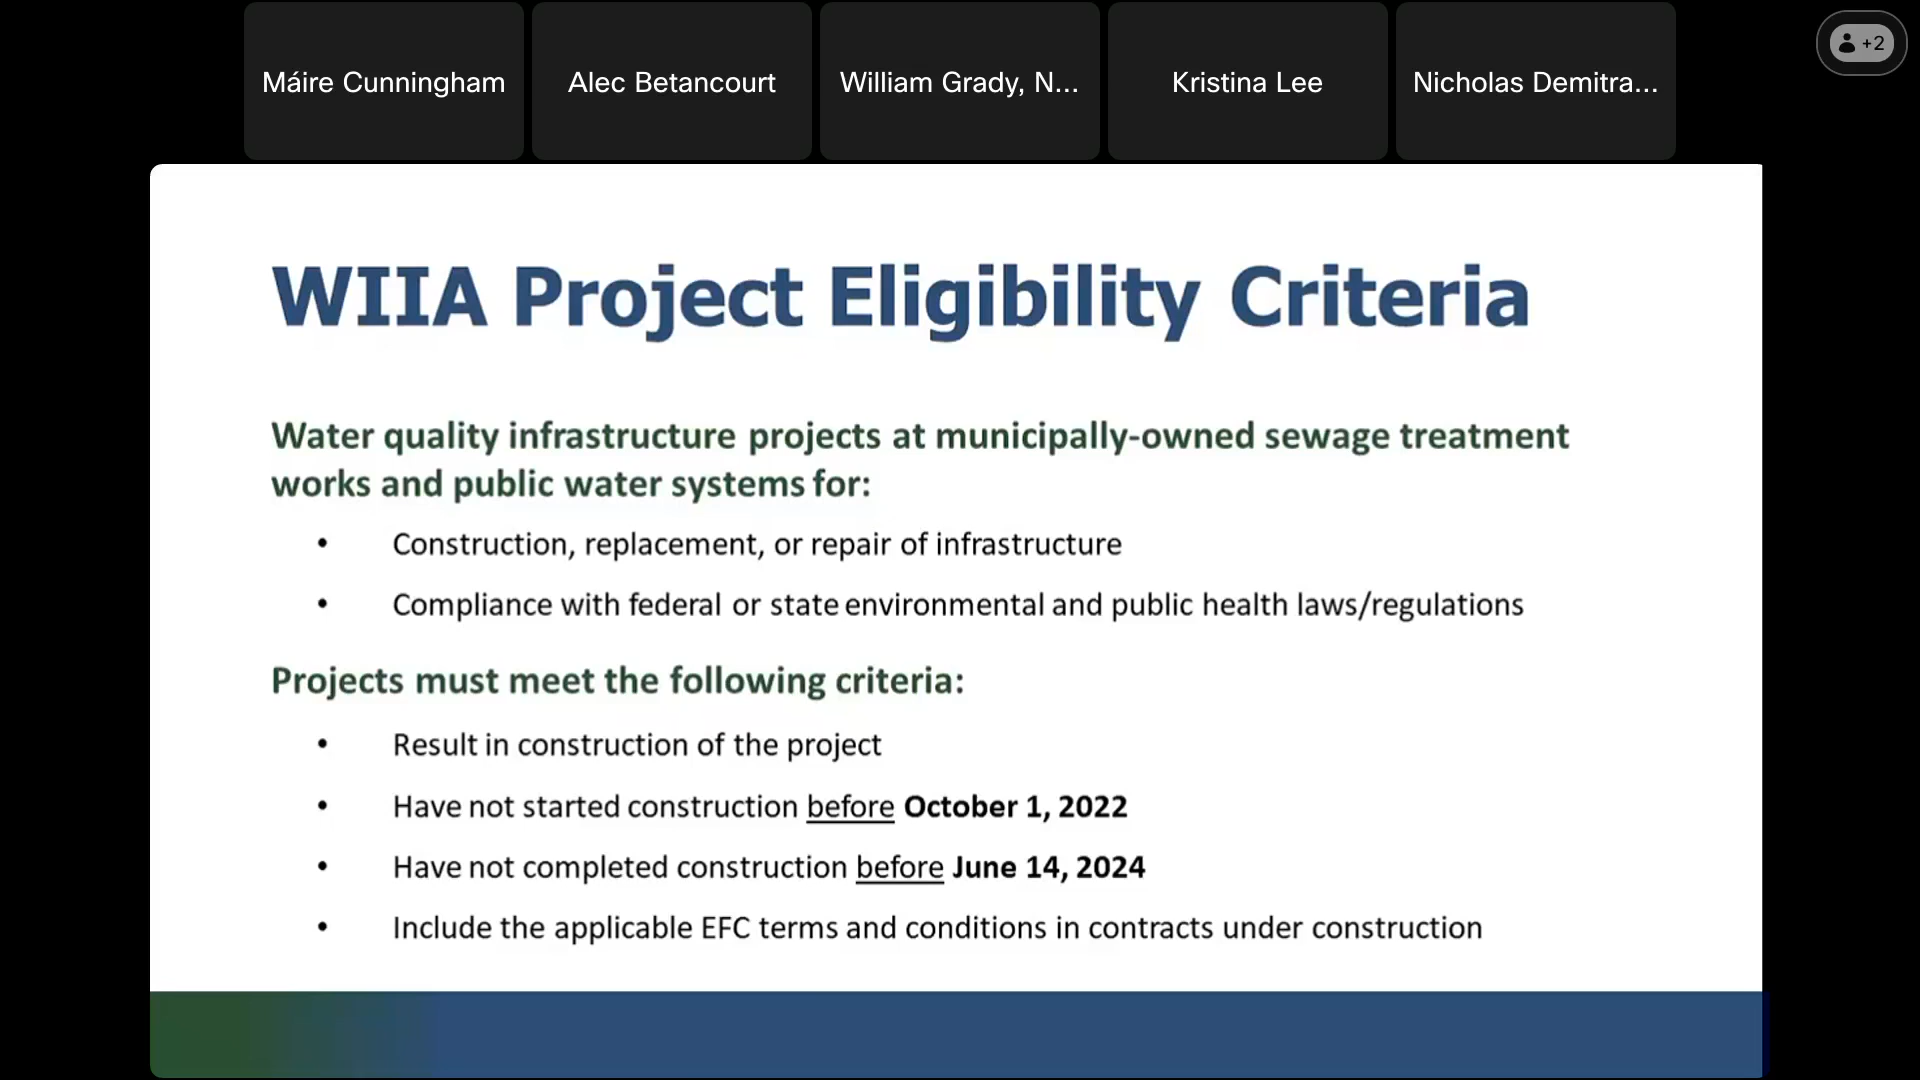 Máire Cunningham
Alec Betancourt
William Grady, N...
Kristina Lee
Nicholas Demitra...
+2
WIIA Project Eligibility Criteria
Water quality infrastructure projects at municipally-owned sewage treatment
works and public water systems for:
• Construction, replacement, or repair of infrastructure
• Compliance with federal or state environmental and public health laws/regulations
Projects must meet the following criteria:
• Result in construction of the project
• Have not started construction before October 1, 2022
• Have not completed construction before June 14, 2024
• Include the applicable EFC terms and conditions in contracts under construction